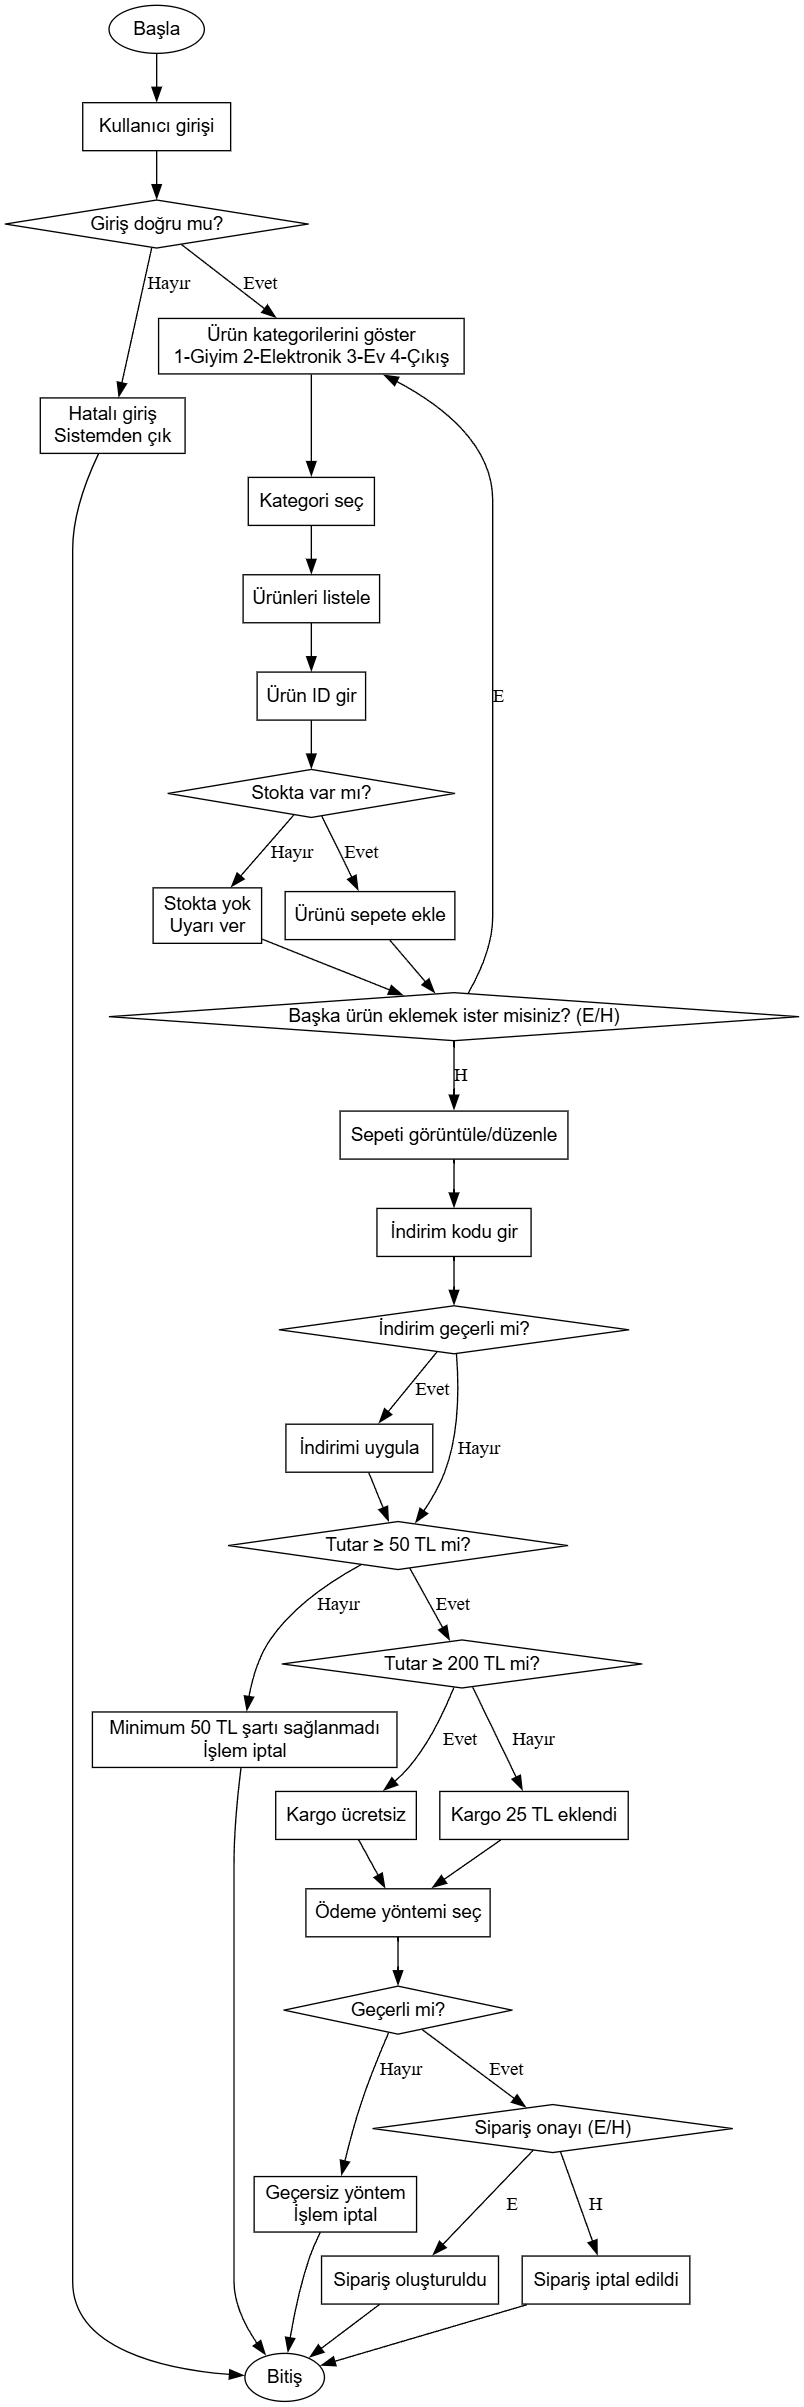 Başla
Kullanıcı girişi
Giriş doğru mu?
Hayır
Evet
Ürün kategorilerini göster
1-Giyim 2-Elektronik 3-Ev 4-Çıkış
Hatalı giriş
Sistemden çık
Kategori seç
Ürünleri listele
Ürün ID gir
E
Stokta var mı?
Hayır
Evet
Stokta yok
Uyarı ver
Ürünü sepete ekle
Başka ürün eklemek ister misiniz? (E/H)
H
Sepeti görüntüle/düzenle
İndirim kodu gir
İndirim geçerli mi?
Evet
İndirimi uygula
Hayır
Tutar ≥ 50 TL mi?
Hayır
Evet
Tutar ≥ 200 TL mi?
Minimum 50 TL şartı sağlanmadı
İşlem iptal
Evet
Hayır
Kargo ücretsiz
Kargo 25 TL eklendi
Ödeme yöntemi seç
Geçerli mi?
Hayır
Evet
Sipariş onayı (E/H)
Geçersiz yöntem
İşlem iptal
E
H
Sipariş oluşturuldu
Sipariş iptal edildi
Bitiş